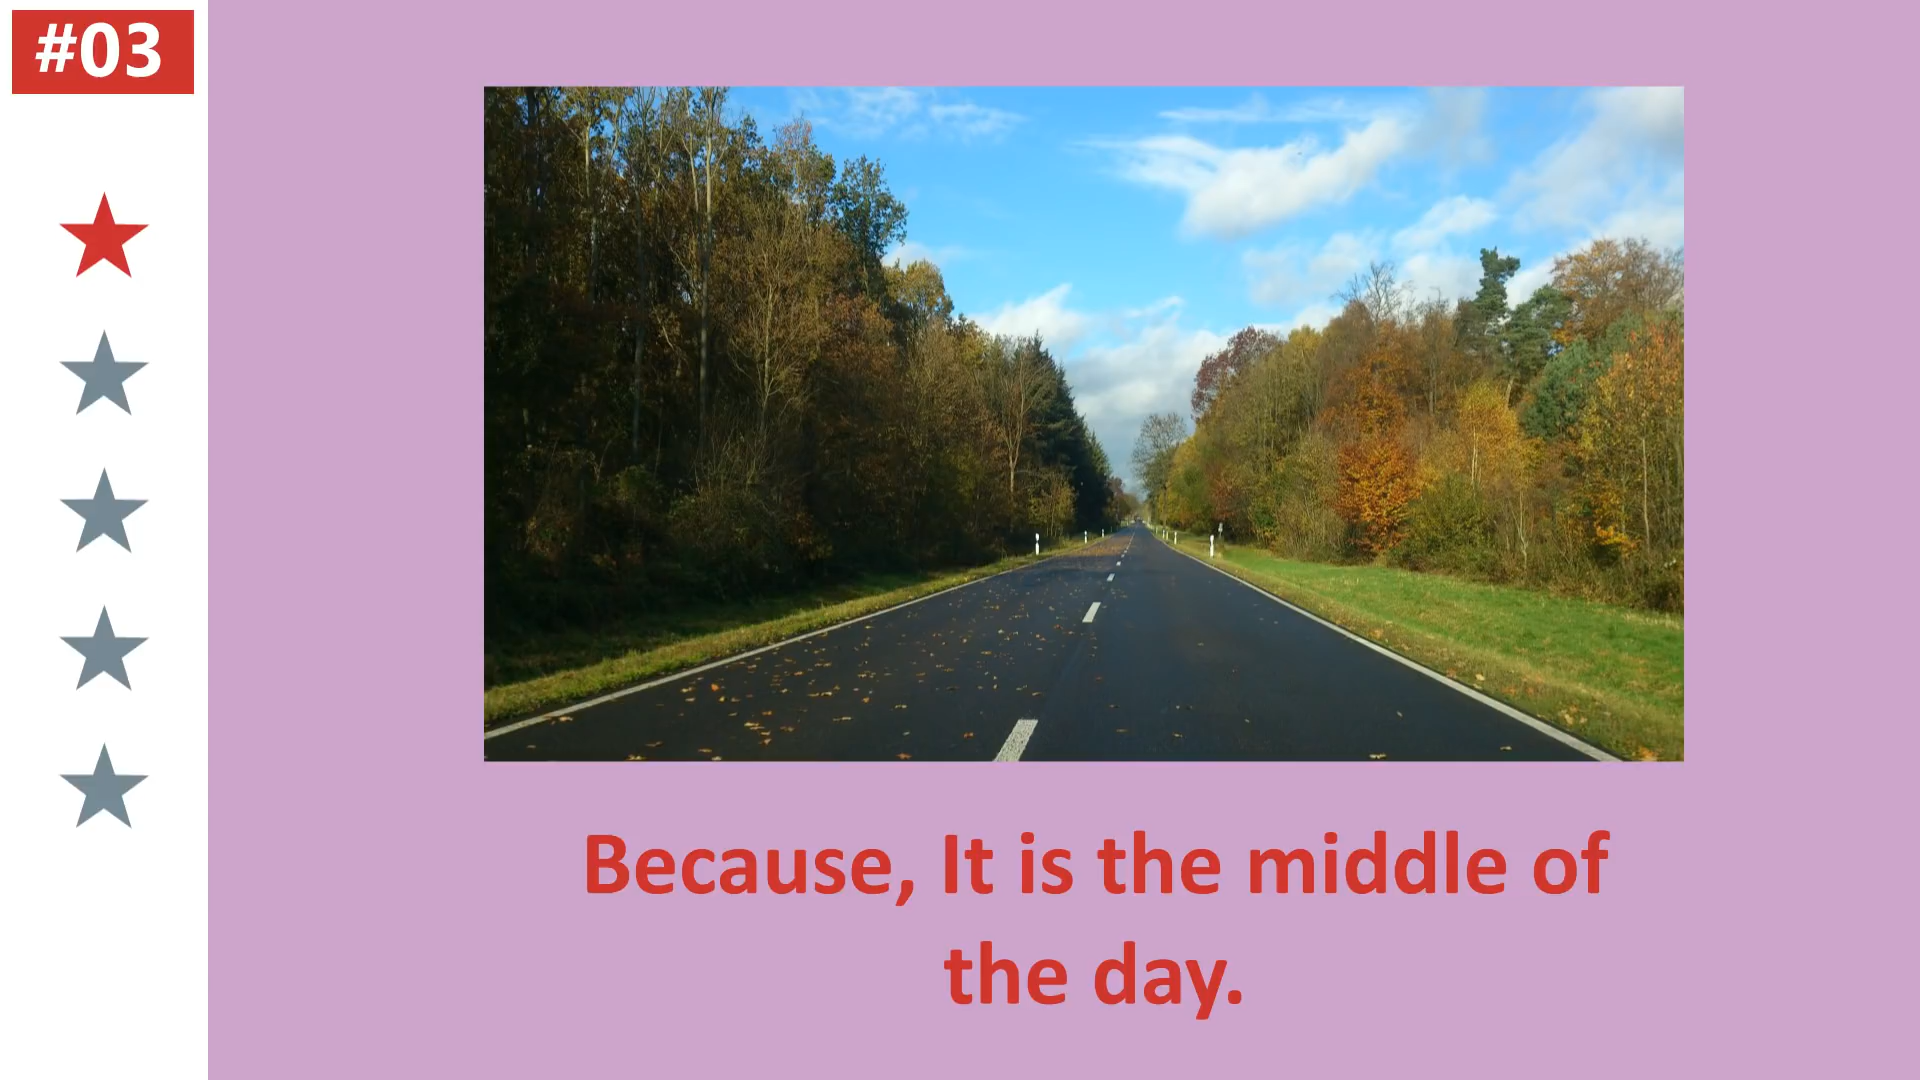 #03
Because, It is the middle of
the day.